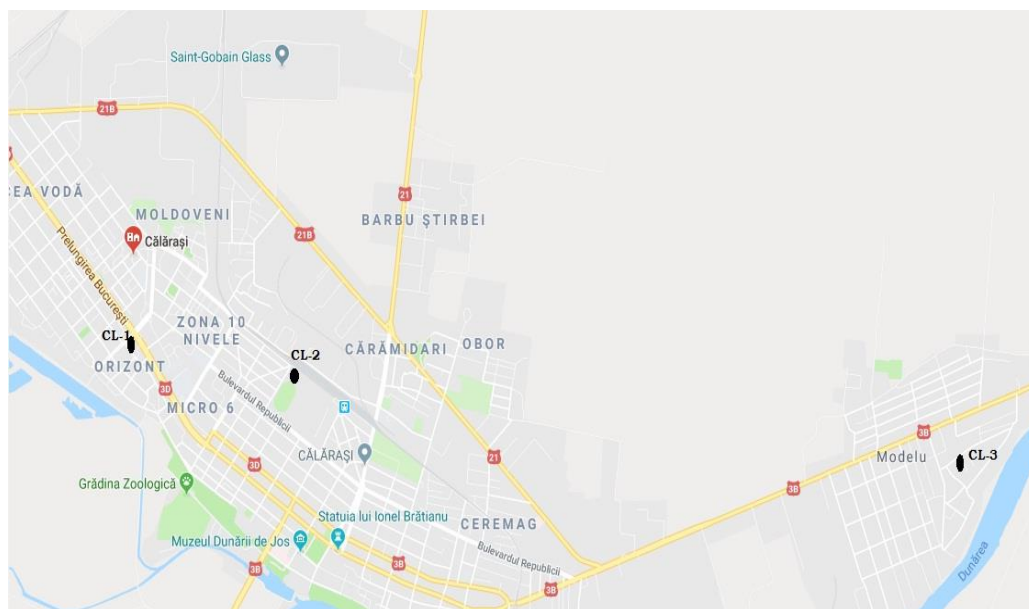 Saint-Gobain Glass
21B
CEA VODĂ
MOLDOVENI
21
BARBU ȘTIRBEI
21B
Călărași
Prelungirea București
CL-1
ZONA 10
NIVELE
CL-2
CĂRĂMIDARI
OBOR
ORIZONT
3D
MICRO 6
Bulevardul Republicii
3B
Modelu
CL-3
CĂLĂRAȘI
3D
21
Grădina Zoologică
3B
Statuia lui Ionel Brătianu
CEREMAG
Muzeul Dunării de Jos
Bulevardul Republicii
3B
3B
3B
Dunărea